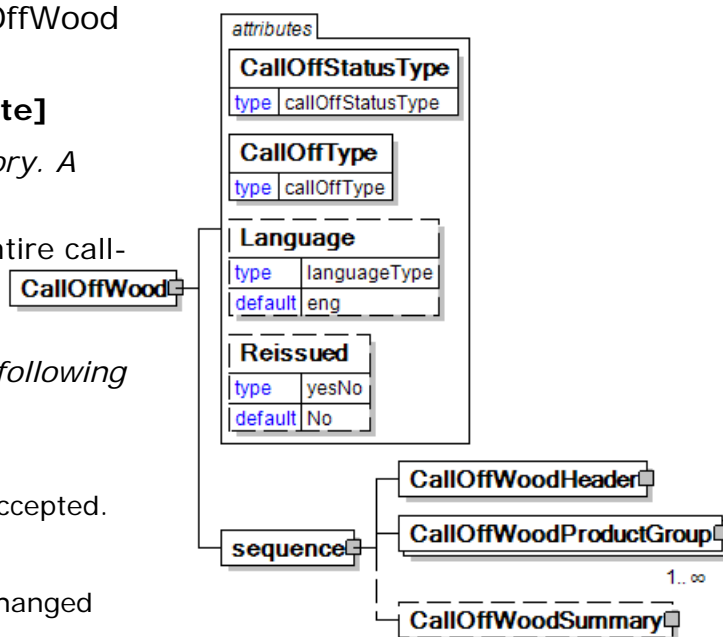 OffWood
te]
ory. A
ntire call-
following
ccepted.
hanged
attributes
CallOffStatusType
type callOffStatusType
CallOffType
type callOffType
Language
type languageType
default eng
Reissued
type yesNo
default No
CallOffWood
sequence
CallOffWoodHeader
CallOffWoodProductGroup
1.. ∞
CallOffWoodSummary